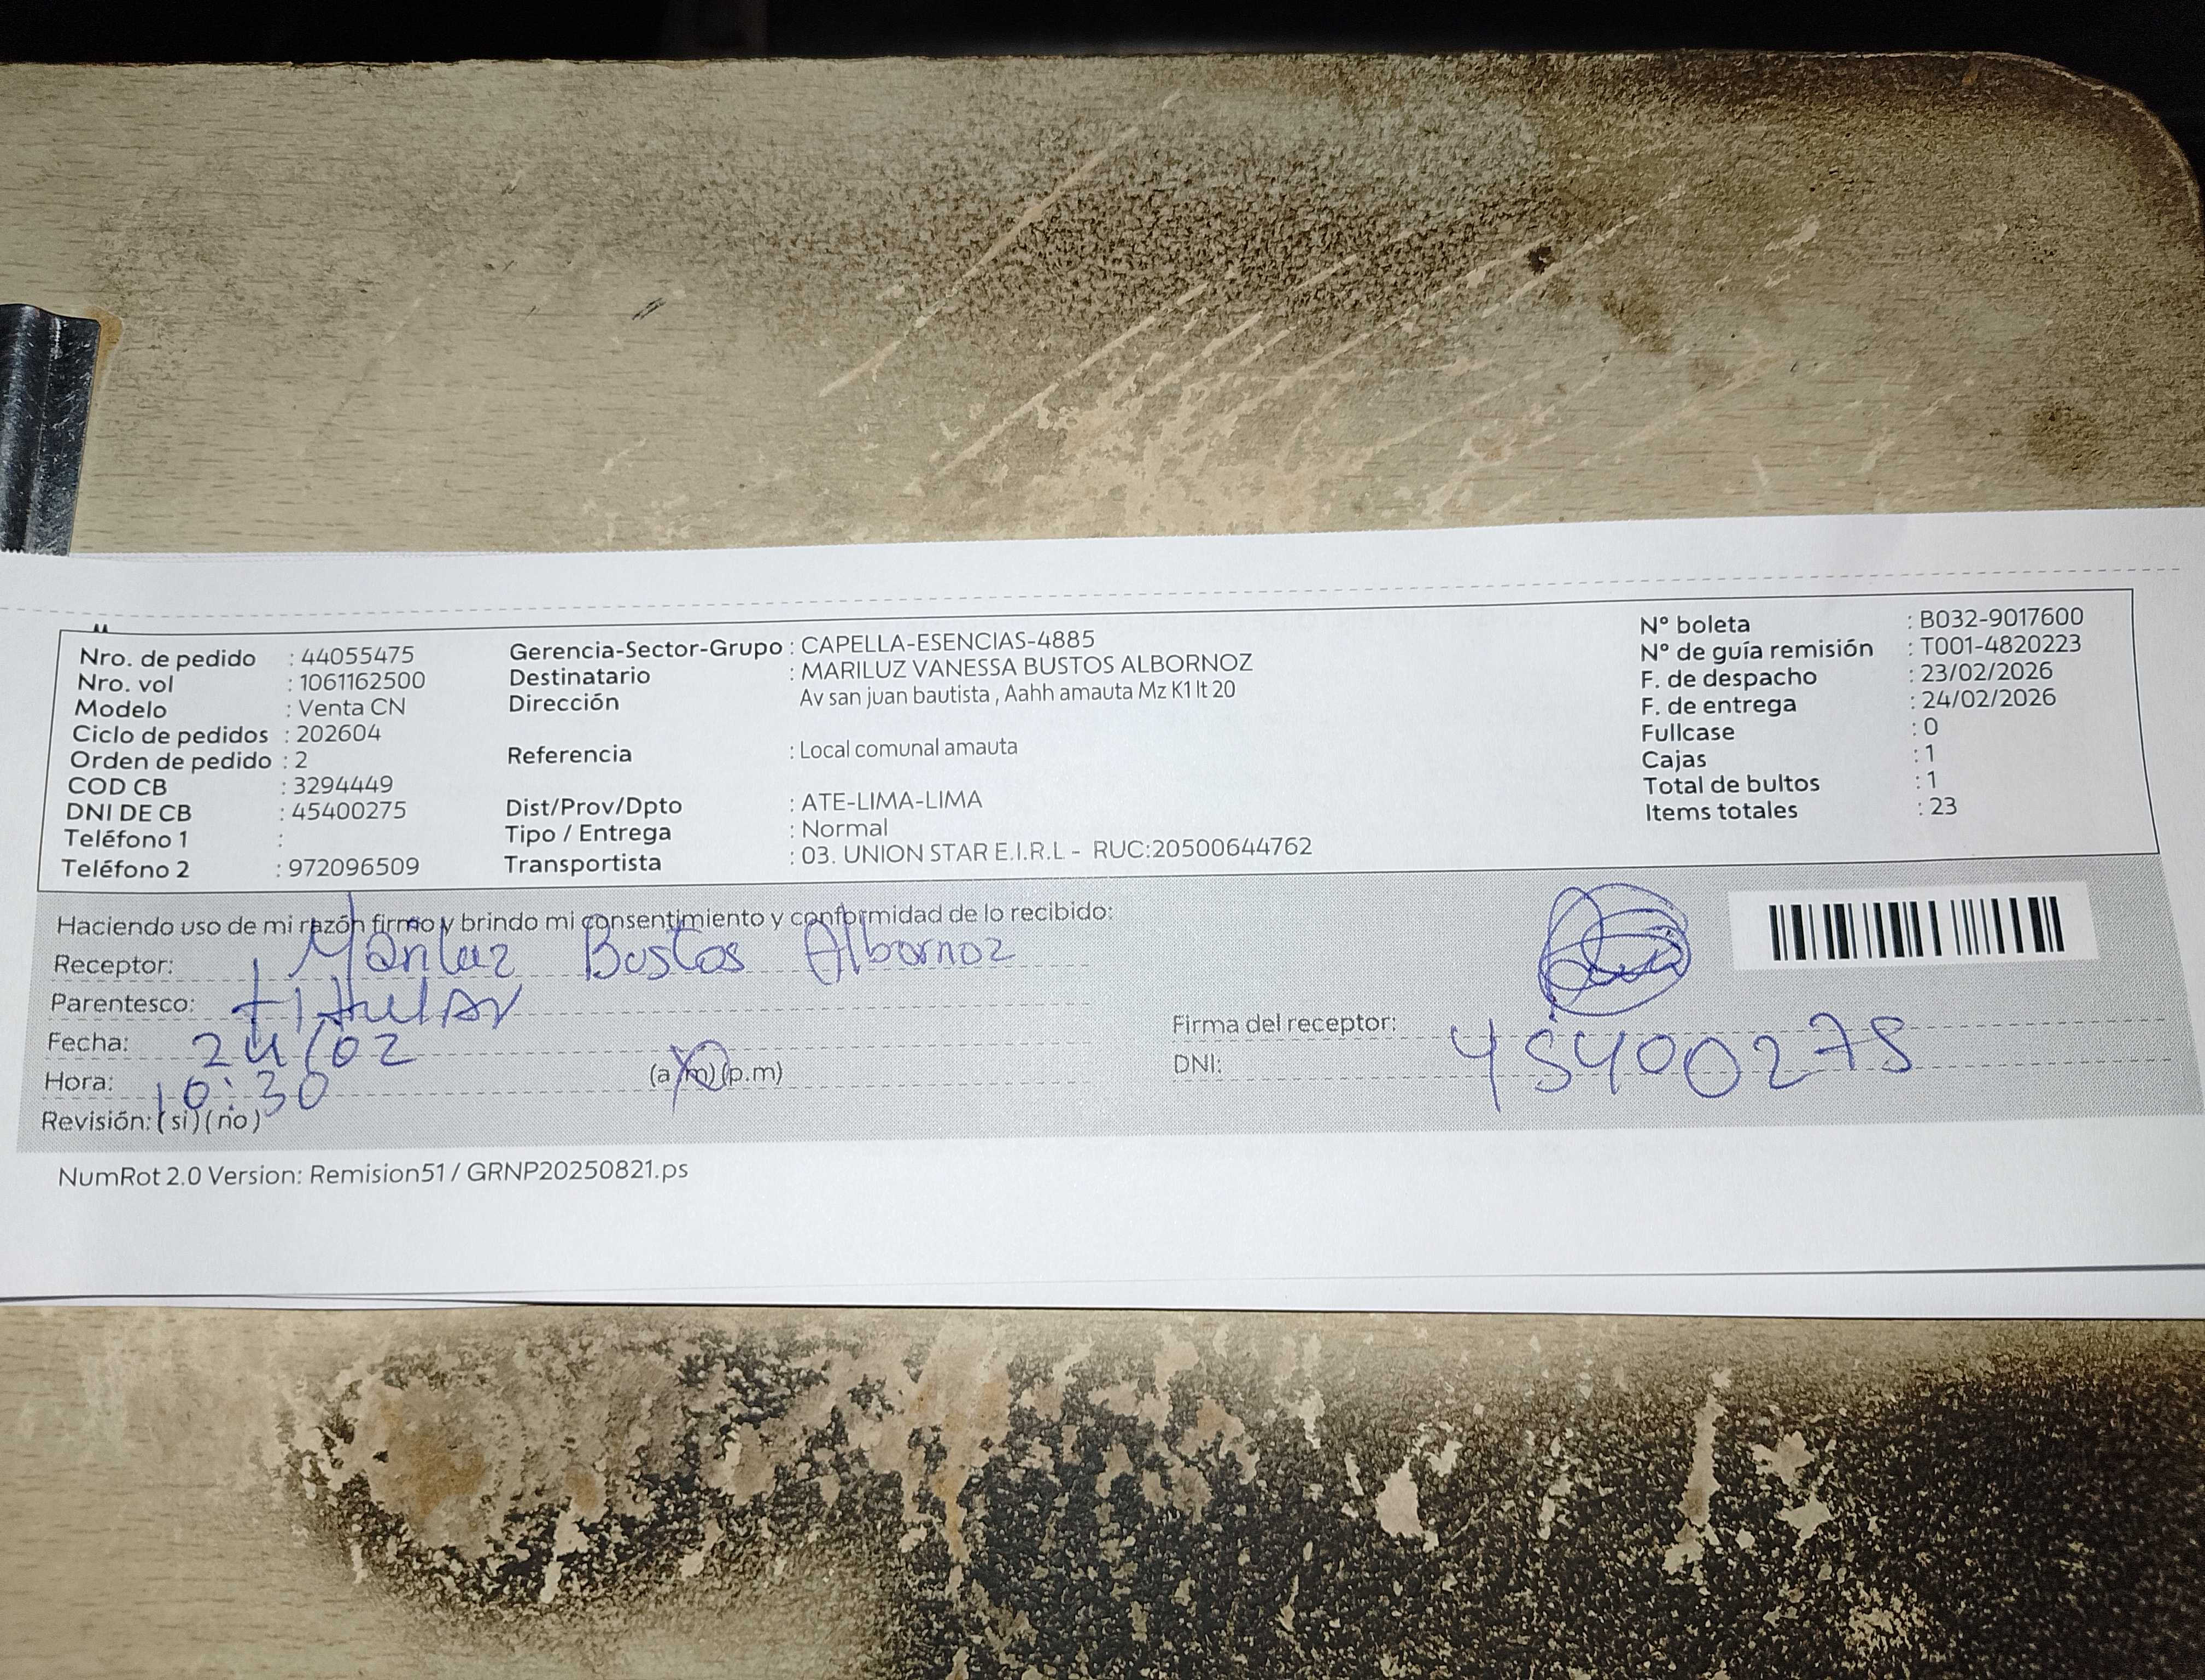 Nro. de pedido : 44055475
Nro. vol : 1061162500
Modelo : Venta CN
Ciclo de pedidos : 202604
Orden de pedido : 2
COD CB : 3294449
DNI DE CB : 45400275
Teléfono 1 :
Teléfono 2 : 972096509
Gerencia-Sector-Grupo : CAPELLA-ESENCIAS-4885
Destinatario : MARILUZ VANESSA BUSTOS ALBORNOZ
Dirección Av san juan bautista , Aahh amauta Mz K1 lt 20
Referencia : Local comunal amauta
Dist/Prov/Dpto : ATE-LIMA-LIMA
Tipo / Entrega : Normal
Transportista : 03. UNION STAR E.I.R.L - RUC:20500644762
N° boleta : B032-9017600
N° de guía remisión : T001-4820223
F. de despacho : 23/02/2026
F. de entrega : 24/02/2026
Fullcase : 0
Cajas : 1
Total de bultos : 1
Items totales : 23
Haciendo uso de mi razón firmo y brindo mi consentimiento y conformidad de lo recibido:
Receptor: Mariluz Bustos Albornoz
Parentesco: titular
Fecha: 24/02
Hora: 10:30 (a.m)(p.m)
Revisión: (si)(no)
Firma del receptor:
DNI: 45400275
NumRot 2.0 Version: Remision51 / GRNP20250821.ps